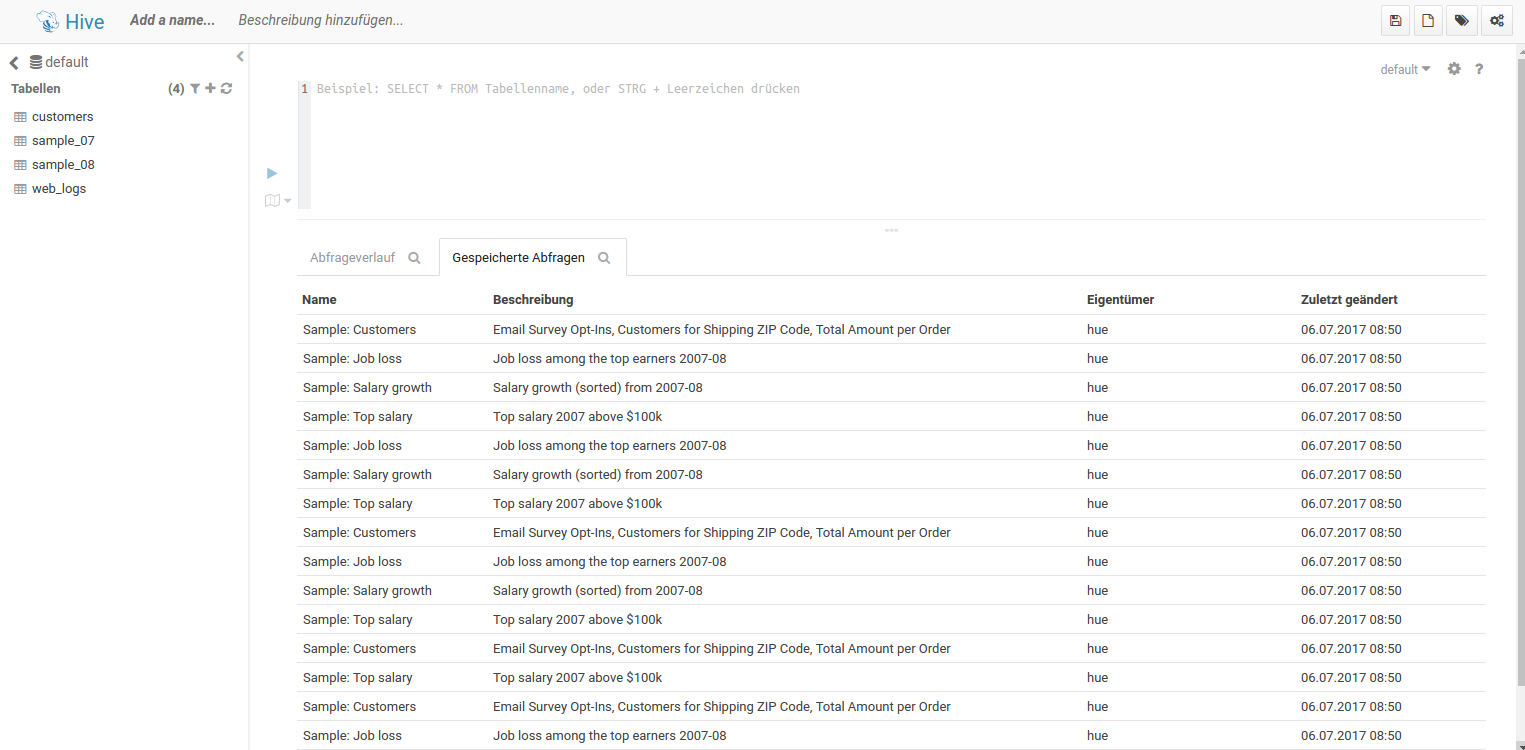 Hive Add a name... Beschreibung hinzufügen...
default
Tabellen (4)
customers
sample_07
sample_08
web_logs
default ?
1 Beispiel: SELECT * FROM Tabellenname, oder STRG + Leerzeichen drücken
Abfrageverlauf Gespeicherte Abfragen
Name Beschreibung Eigentümer Zuletzt geändert
Sample: Customers Email Survey Opt-Ins, Customers for Shipping ZIP Code, Total Amount per Order hue 06.07.2017 08:50
Sample: Job loss Job loss among the top earners 2007-08 hue 06.07.2017 08:50
Sample: Salary growth Salary growth (sorted) from 2007-08 hue 06.07.2017 08:50
Sample: Top salary Top salary 2007 above $100k hue 06.07.2017 08:50
Sample: Job loss Job loss among the top earners 2007-08 hue 06.07.2017 08:50
Sample: Salary growth Salary growth (sorted) from 2007-08 hue 06.07.2017 08:50
Sample: Top salary Top salary 2007 above $100k hue 06.07.2017 08:50
Sample: Customers Email Survey Opt-Ins, Customers for Shipping ZIP Code, Total Amount per Order hue 06.07.2017 08:50
Sample: Job loss Job loss among the top earners 2007-08 hue 06.07.2017 08:50
Sample: Salary growth Salary growth (sorted) from 2007-08 hue 06.07.2017 08:50
Sample: Top salary Top salary 2007 above $100k hue 06.07.2017 08:50
Sample: Customers Email Survey Opt-Ins, Customers for Shipping ZIP Code, Total Amount per Order hue 06.07.2017 08:50
Sample: Top salary Top salary 2007 above $100k hue 06.07.2017 08:50
Sample: Customers Email Survey Opt-Ins, Customers for Shipping ZIP Code, Total Amount per Order hue 06.07.2017 08:50
Sample: Job loss Job loss among the top earners 2007-08 hue 06.07.2017 08:50